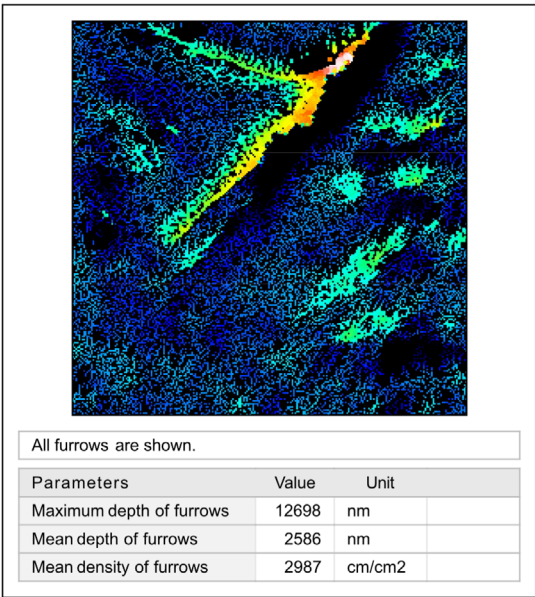 All furrows are shown.
Parameters Value Unit
Maximum depth of furrows 12698 nm
Mean depth of furrows 2586 nm
Mean density of furrows 2987 cm/cm2